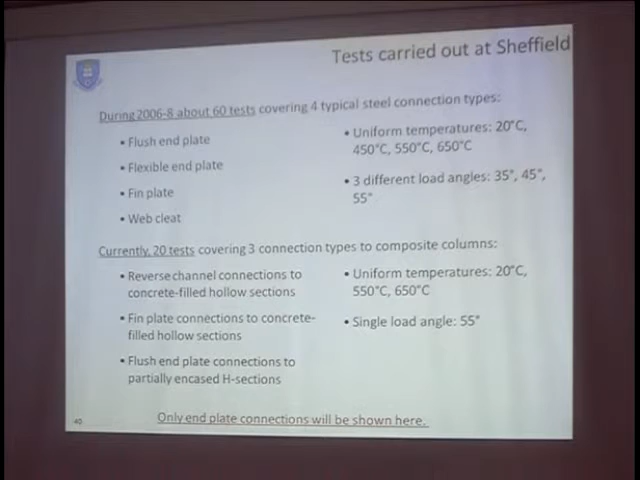 Tests carried out at Sheffield
During 2006-8 about 60 tests covering 4 typical steel connection types:
• Flush end plate
• Flexible end plate
• Fin plate
• Web cleat
• Uniform temperatures: 20°C,
450°C, 550°C, 650°C
• 3 different load angles: 35°, 45°,
55°
Currently, 20 tests covering 3 connection types to composite columns:
• Reverse channel connections to
concrete-filled hollow sections
• Fin plate connections to concrete-
filled hollow sections
• Flush end plate connections to
partially encased H-sections
• Uniform temperatures: 20°C,
550°C, 650°C
• Single load angle: 55°
40
Only end plate connections will be shown here.